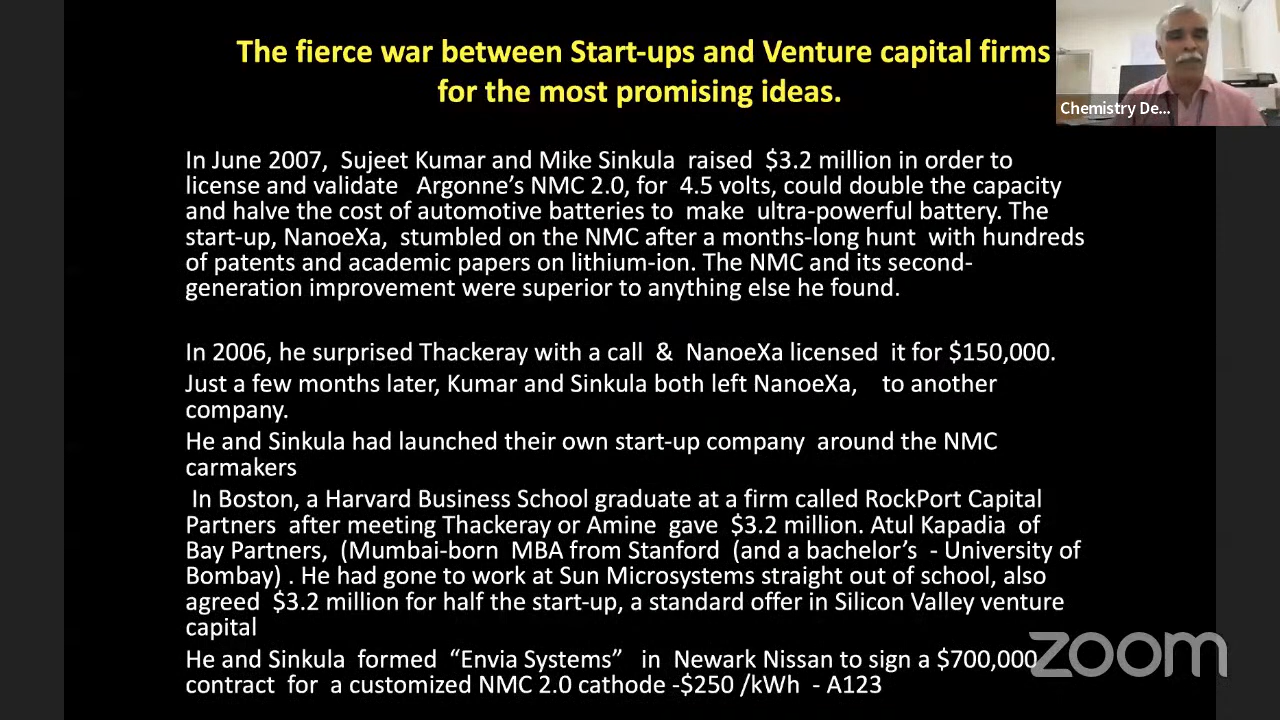 The fierce war between Start-ups and Venture capital firms
for the most promising ideas.
Chemistry De...
In June 2007, Sujeet Kumar and Mike Sinkula raised $3.2 million in order to
license and validate Argonne's NMC 2.0, for 4.5 volts, could double the capacity
and halve the cost of automotive batteries to make ultra-powerful battery. The
start-up, NanoeXa, stumbled on the NMC after a months-long hunt with hundreds
of patents and academic papers on lithium-ion. The NMC and its second-
generation improvement were superior to anything else he found.
In 2006, he surprised Thackeray with a call & NanoeXa licensed it for $150,000.
Just a few months later, Kumar and Sinkula both left NanoeXa, to another
company.
He and Sinkula had launched their own start-up company around the NMC
carmakers
In Boston, a Harvard Business School graduate at a firm called RockPort Capital
Partners after meeting Thackeray or Amine gave $3.2 million. Atul Kapadia of
Bay Partners, (Mumbai-born MBA from Stanford (and a bachelor's - University of
Bombay) . He had gone to work at Sun Microsystems straight out of school, also
agreed $3.2 million for half the start-up, a standard offer in Silicon Valley venture
capital
He and Sinkula formed "Envia Systems" in Newark Nissan to sign a $700,000
contract for a customized NMC 2.0 cathode -$250 /kWh - A123
zoom